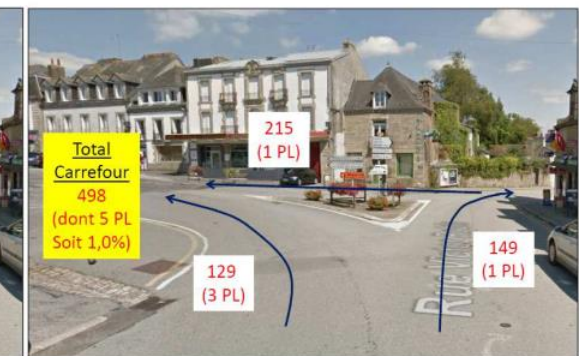 215
(1 PL)
Total
Carrefour
498
(dont 5 PL
Soit 1,0%)
149
(1 PL)
129
(3 PL)